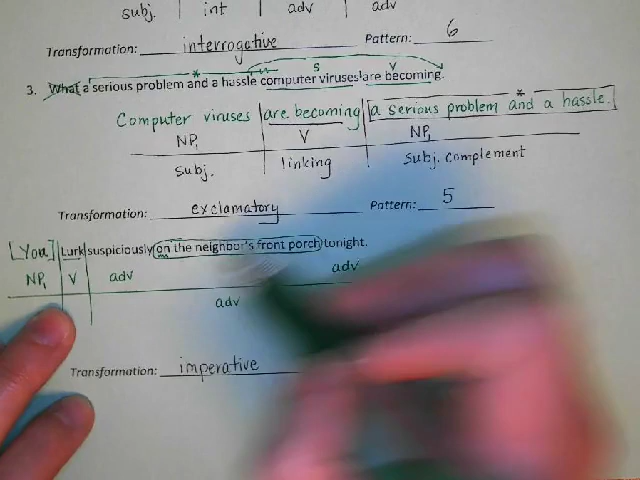 subj. int adv adv
Transformation: interrogative Pattern: 6
S V
3. What a serious problem and a hassle computer viruses are becoming.
Computer viruses are becoming a serious problem and a hassle.
NP₁ V NP₁
subj. linking subj. complement
Transformation: exclamatory Pattern: 5
[You] Lurk suspiciously on the neighbor's front porch tonight.
NP₁ V adv adv
adv
Transformation: imperative